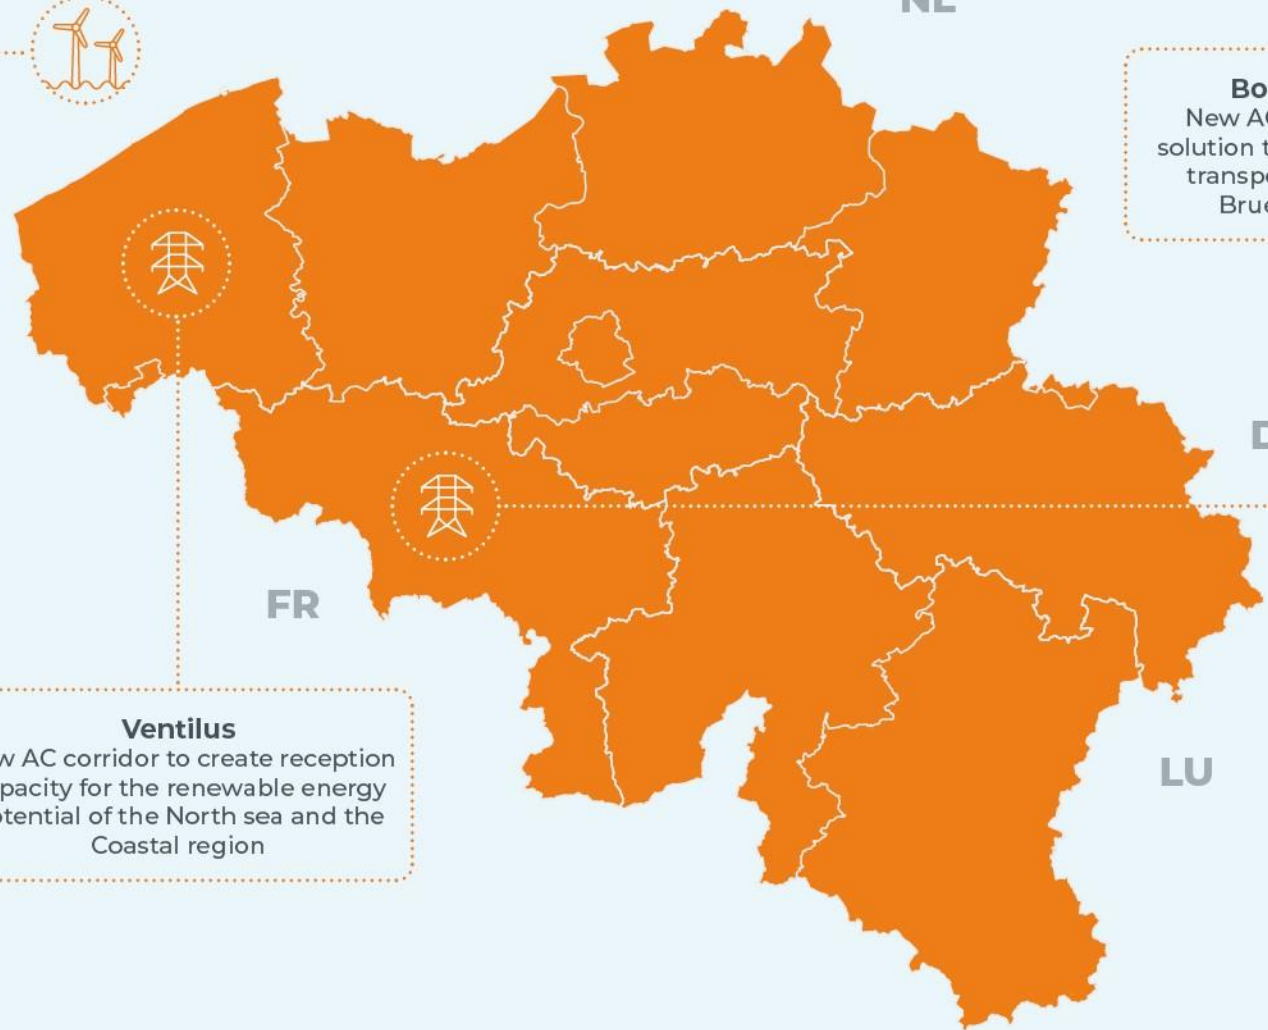 NL
Bo
New AC
solution t
transpo
Brue
D
FR
Ventilus
w AC corridor to create reception
pacity for the renewable energy
otential of the North sea and the
Coastal region
LU